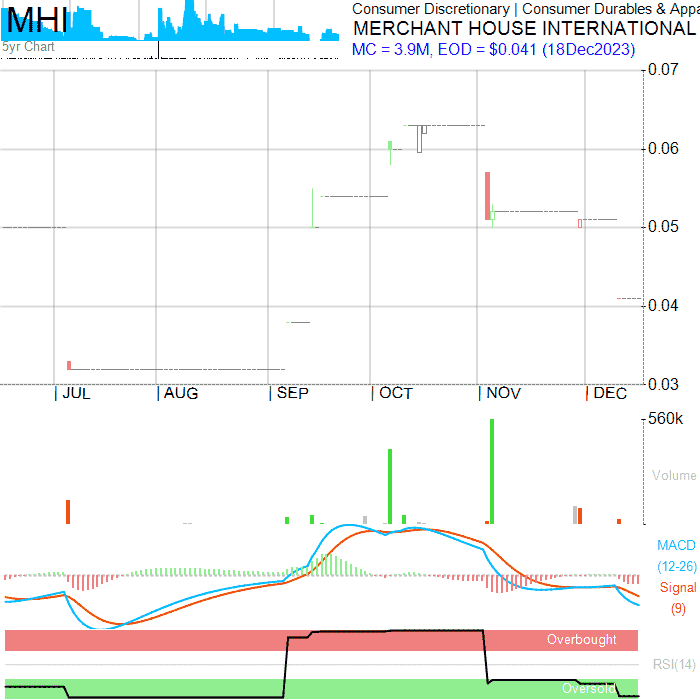 MHI
5yr Chart
Consumer Discretionary | Consumer Durables & Appa
MERCHANT HOUSE INTERNATIONAL
MC = 3.9M, EOD = $0.041 (18Dec2023)
0.07
0.06
0.05
0.04
0.03
JUL AUG SEP OCT NOV DEC
560k
Volume
MACD
(12-26)
Signal
(9)
Overbought
RSI(14)
Oversold